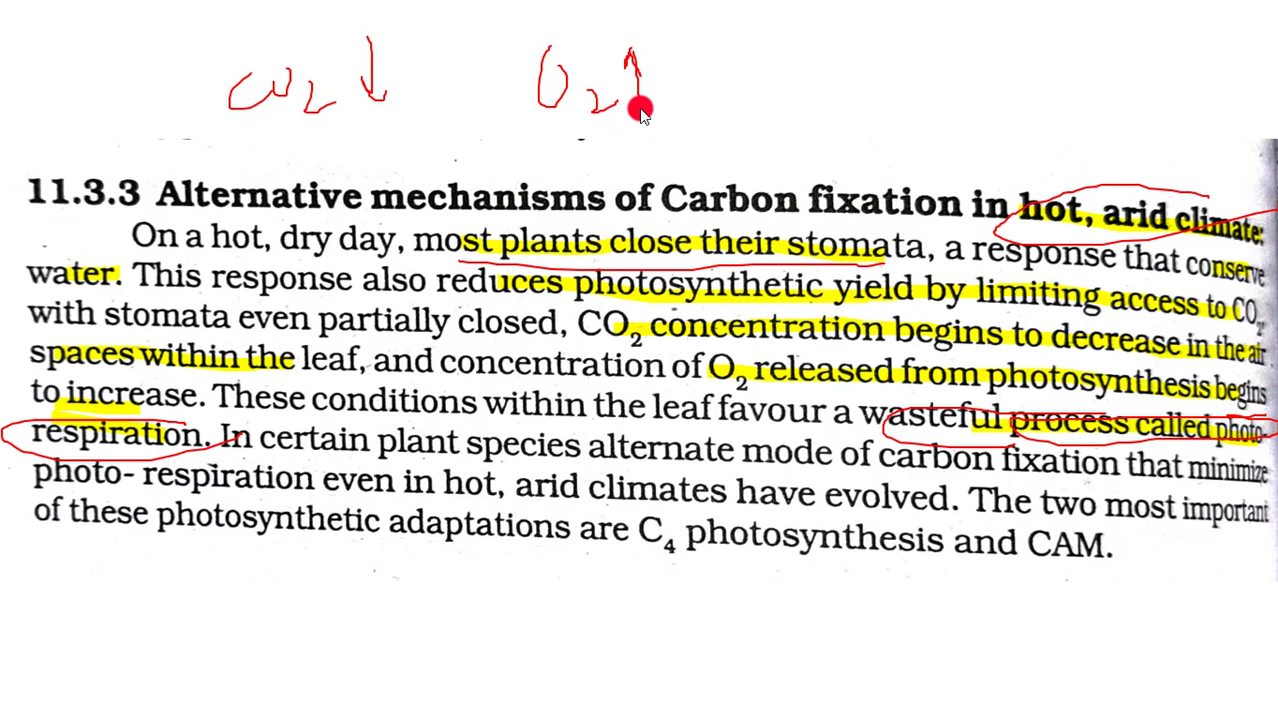 CO2 ↓ O2 ↑
11.3.3 Alternative mechanisms of Carbon fixation in hot, arid climate:
On a hot, dry day, most plants close their stomata, a response that conserve
water. This response also reduces photosynthetic yield by limiting access to CO2,
with stomata even partially closed, CO2 concentration begins to decrease in the air
spaces within the leaf, and concentration of O2 released from photosynthesis begins
to increase. These conditions within the leaf favour a wasteful process called photo-
respiration. In certain plant species alternate mode of carbon fixation that minimize
photo- respiration even in hot, arid climates have evolved. The two most important
of these photosynthetic adaptations are C4 photosynthesis and CAM.